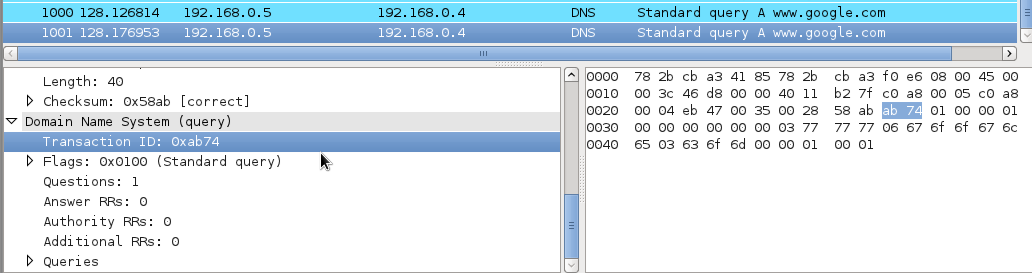 1000 128.126814 192.168.0.5 192.168.0.4 DNS Standard query A www.google.com
1001 128.176953 192.168.0.5 192.168.0.4 DNS Standard query A www.google.com
Length: 40
Checksum: 0x58ab [correct]
Domain Name System (query)
Transaction ID: 0xab74
Flags: 0x0100 (Standard query)
Questions: 1
Answer RRs: 0
Authority RRs: 0
Additional RRs: 0
Queries
0000 78 2b cb a3 41 85 78 2b cb a3 f0 e6 08 00 45 00
0010 00 3c 46 d8 00 00 40 11 b2 7f c0 a8 00 05 c0 a8
0020 00 04 eb 47 00 35 00 28 58 ab ab 74 01 00 00 01
0030 00 00 00 00 00 00 03 77 77 77 06 67 6f 6f 67 6c
0040 65 03 63 6f 6d 00 00 01 00 01